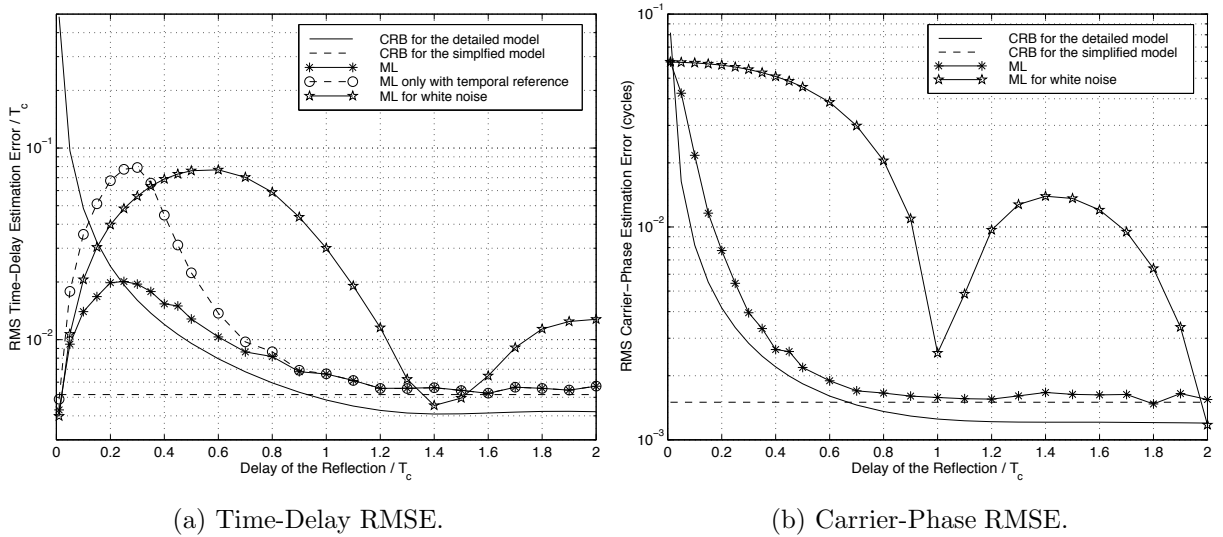 CRB for the detailed model
CRB for the simplfied model
ML
ML only with temporal reference
ML for white noise
RMS Time−Delay Estimation Error / T_c
10^−1
10^−2
0
0.2
0.4
0.6
0.8
1.0
1.2
1.4
1.6
1.8
2
Delay of the Reflection / T_c
(a) Time-Delay RMSE.
CRB for the detailed model
CRB for the simplified model
ML
ML for white noise
RMS Carrier−Phase Estimation Error (cycles)
10^−1
10^−2
10^−3
0
0.2
0.4
0.6
0.8
1.0
1.2
1.4
1.6
1.8
2
Delay of the Reflection / T_c
(b) Carrier-Phase RMSE.